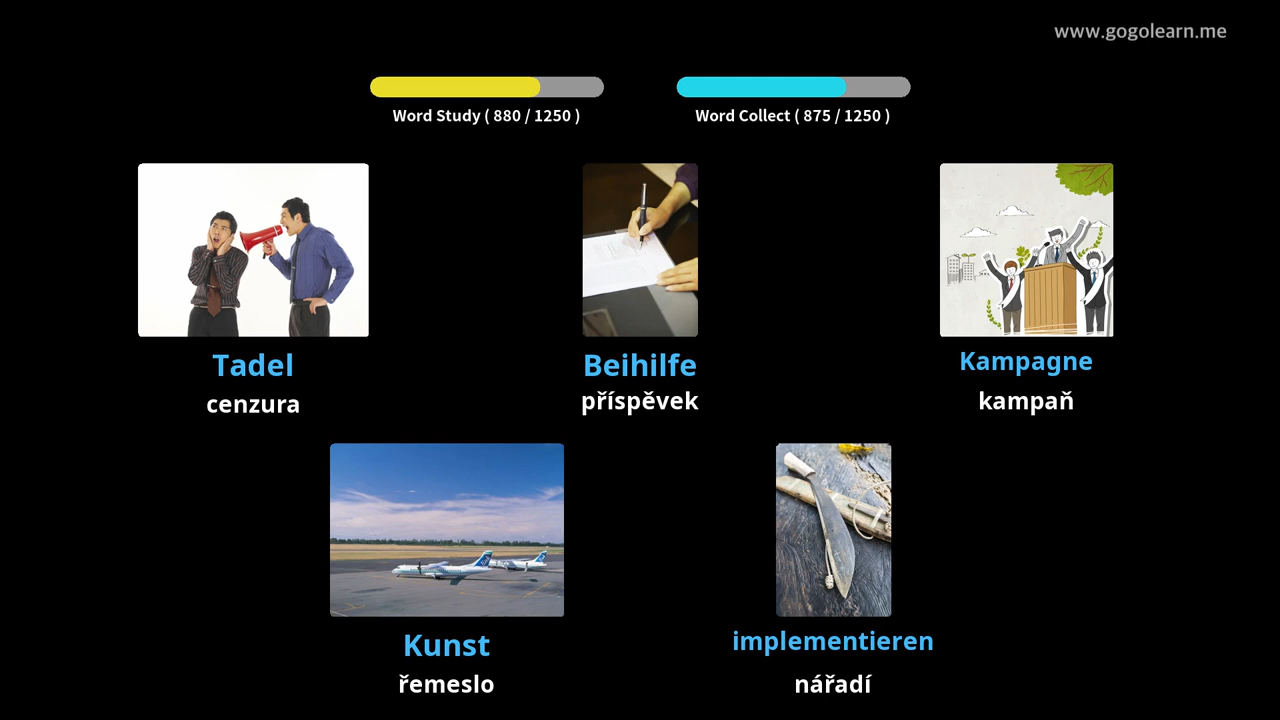 www.gogolearn.me
Word Study ( 880 / 1250 )
Word Collect ( 875 / 1250 )
Tadel
cenzura
Beihilfe
příspěvek
Kampagne
kampaň
Kunst
řemeslo
implementieren
nářadí